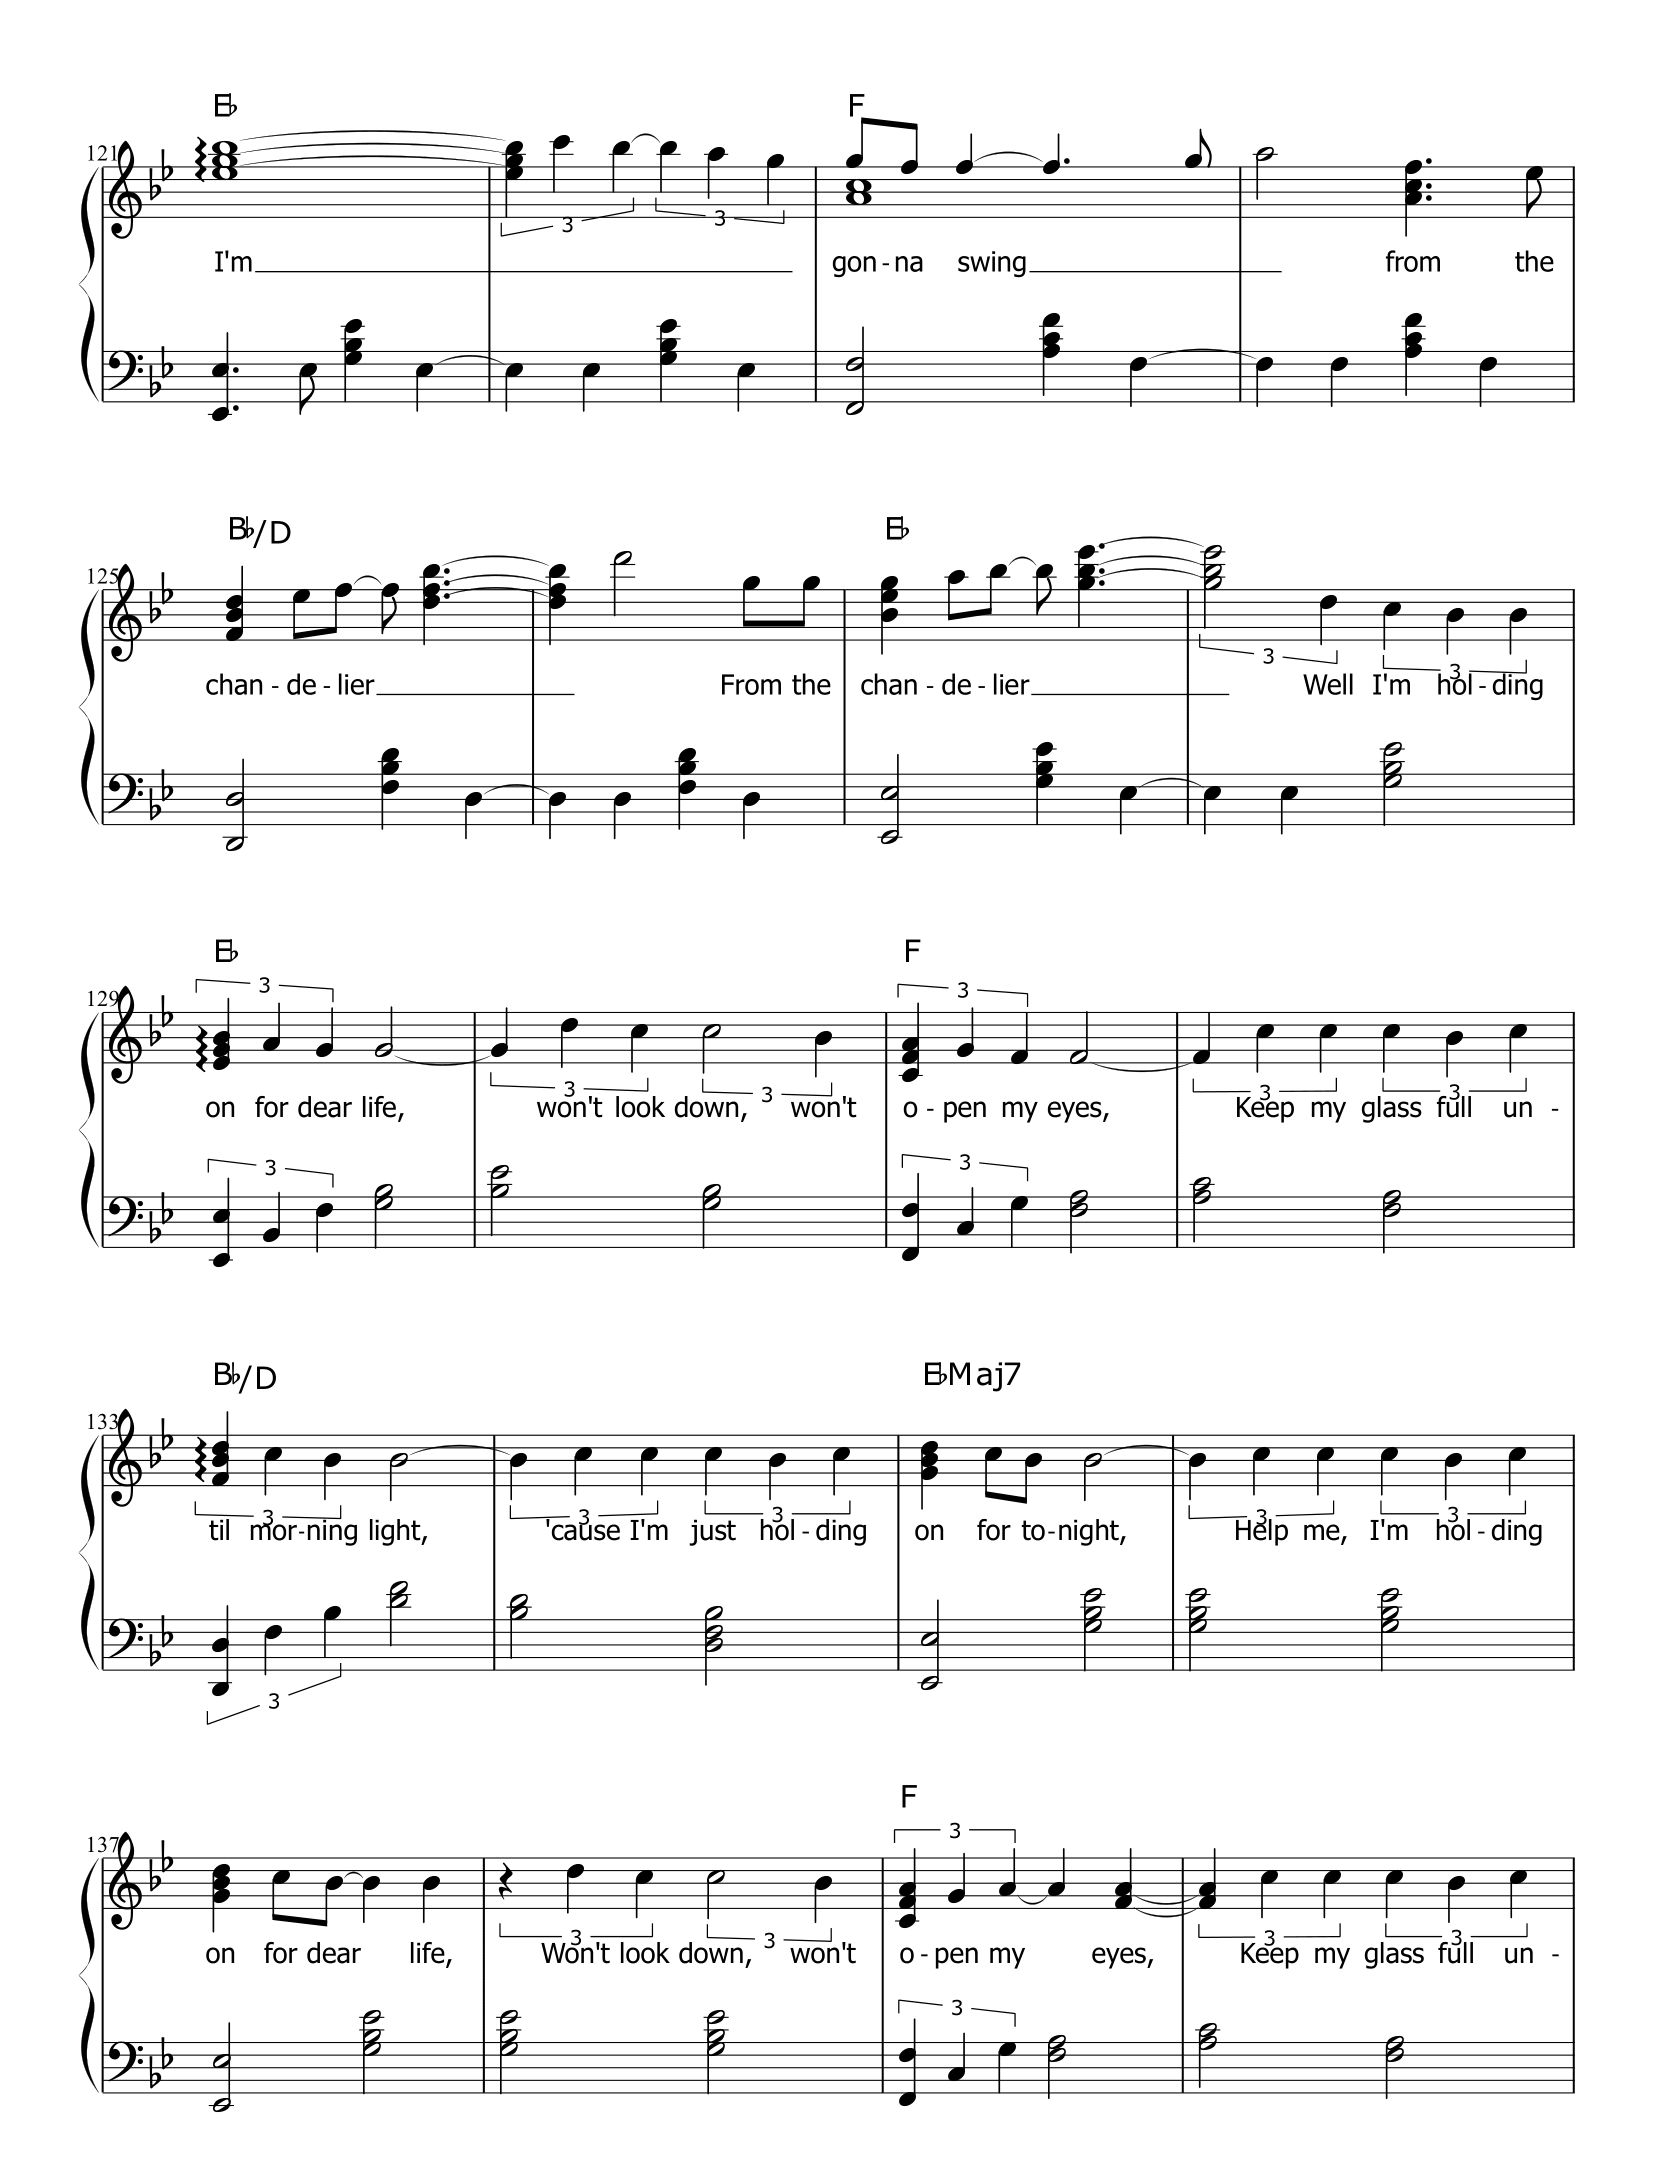 E♭ F
121
3 3
I'm gon - na swing from the
B♭/D E♭
125
3 3
chan - de - lier From the chan - de - lier Well I'm hol - ding
E♭ F
3 3
129
3 3 3 3
on for dear life, won't look down, won't o - pen my eyes, Keep my glass full un -
3 3
B♭/D E♭Maj7
133
3 3 3 3 3
til mor - ning light, 'cause I'm just hol - ding on for to - night, Help me, I'm hol - ding
3
F
3
137
3 3 3 3
on for dear life, Won't look down, won't o - pen my eyes, Keep my glass full un -
3